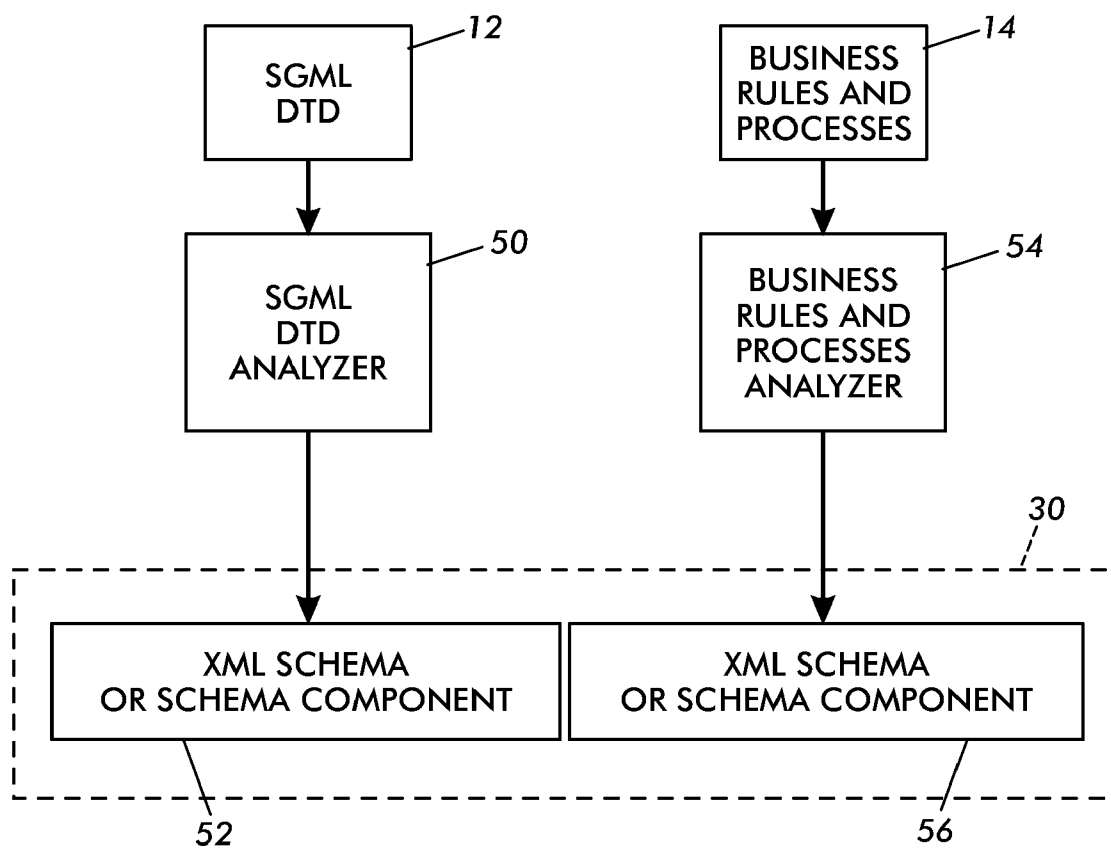 12
SGML
DTD
14
BUSINESS
RULES AND
PROCESSES
50
SGML
DTD
ANALYZER
54
BUSINESS
RULES AND
PROCESSES
ANALYZER
30
XML SCHEMA
OR SCHEMA COMPONENT
XML SCHEMA
OR SCHEMA COMPONENT
52
56